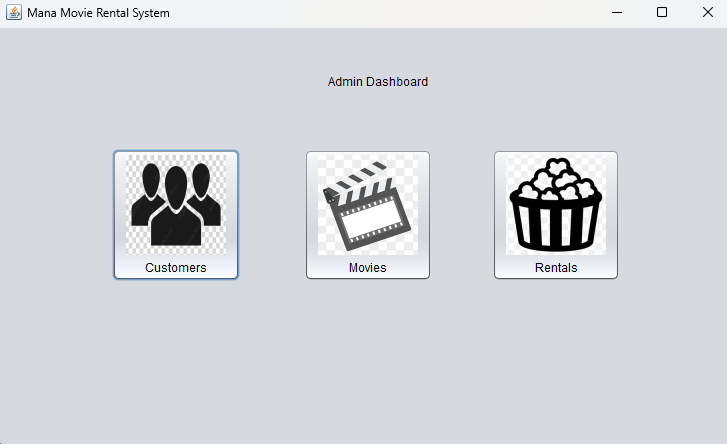 Mana Movie Rental System
Admin Dashboard
Customers
Movies
Rentals